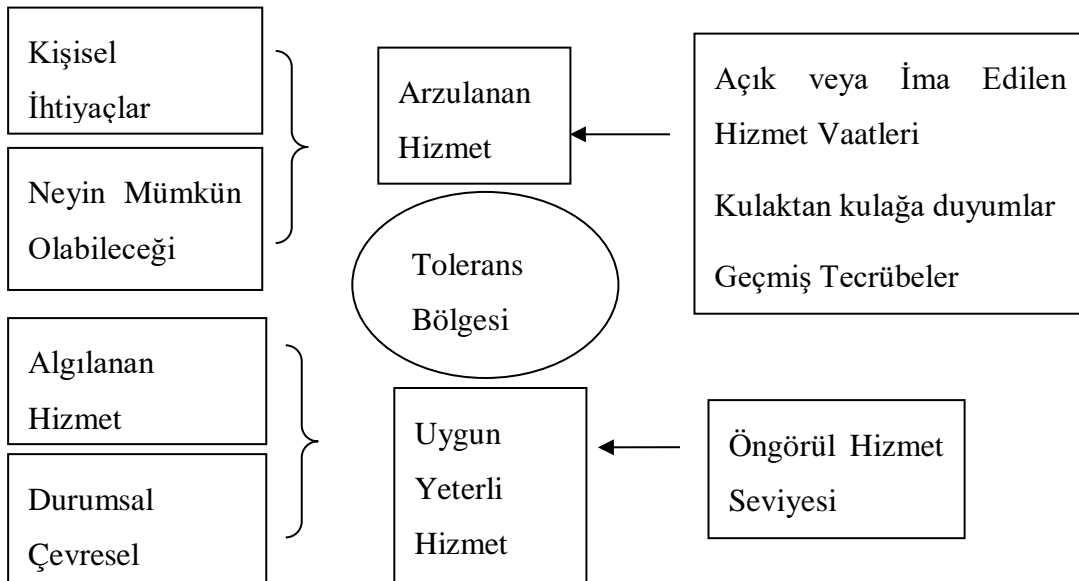 Kişisel
İhtiyaçlar
Neyin Mümkün
Olabileceği
Algılanan
Hizmet
Durumsal
Çevresel
Arzulanan
Hizmet
Tolerans
Bölgesi
Uygun
Yeterli
Hizmet
Açık veya İma Edilen
Hizmet Vaatleri
Kulaktan kulağa duyumlar
Geçmiş Tecrübeler
Öngörül Hizmet
Seviyesi